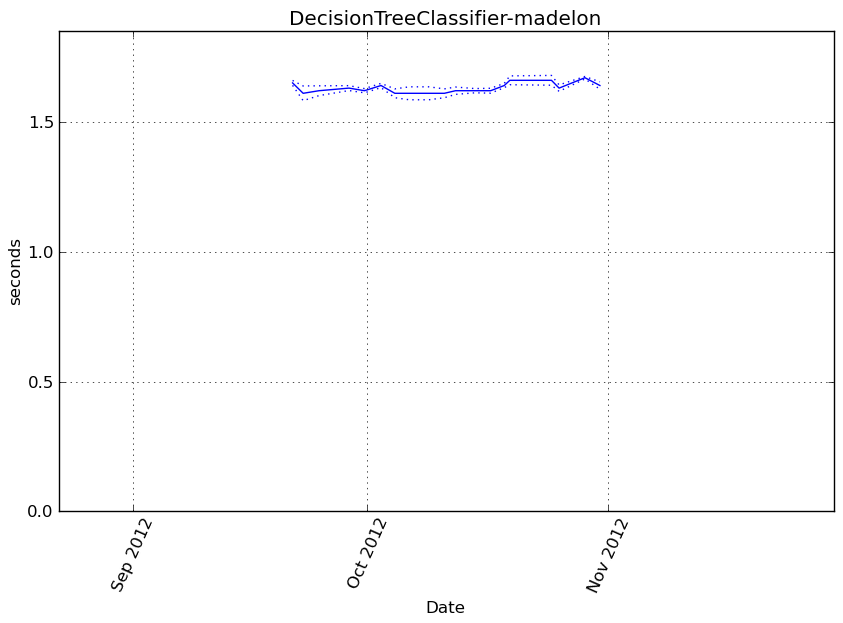 DecisionTreeClassifier-madelon
1.5
1.0
0.5
0.0
seconds
Sep 2012
Oct 2012
Nov 2012
Date